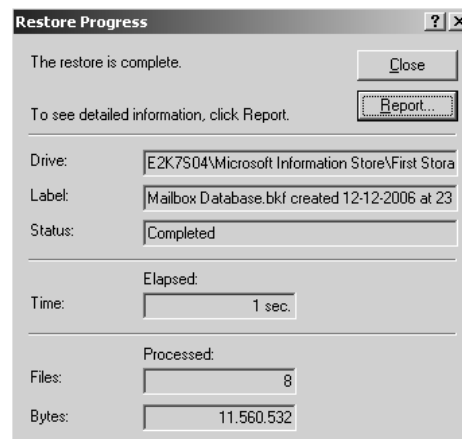 Restore Progress
The restore is complete.
Close
To see detailed information, click Report.
Report...
Drive: E2K7S04\Microsoft Information Store\First Stora
Label: Mailbox Database.bkf created 12-12-2006 at 23
Status: Completed
Elapsed:
Time: 1 sec.
Processed:
Files: 8
Bytes: 11.560.532